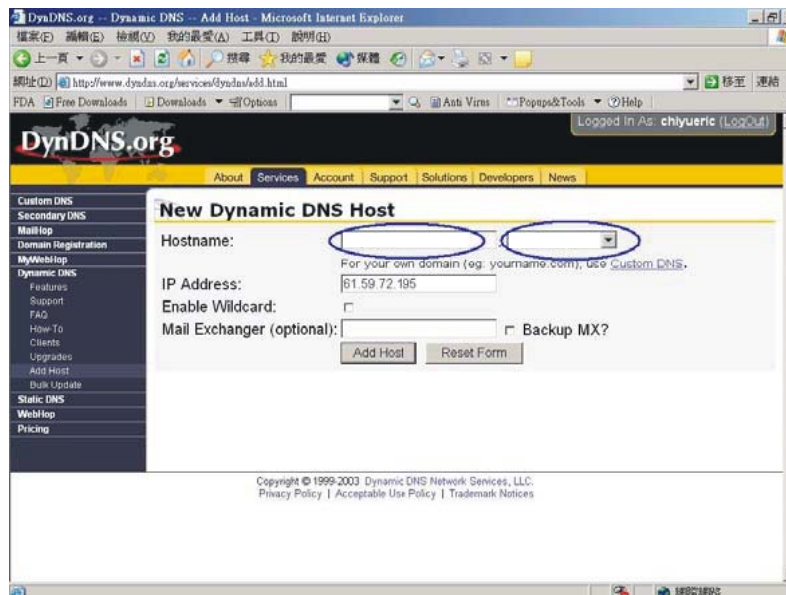 DynDNS.org -- Dynamic DNS -- Add Host - Microsoft Internet Explorer
檔案(F) 編輯(E) 檢視(V) 我的最愛(A) 工具(T) 說明(H)
上一頁 搜尋 我的最愛 媒體
網址(D) http://www.dyndns.org/services/dyndns/add.html 移至 連結
FDA Free Downloads Downloads Options Anti Virus Popups&Tools Help
Logged In As: chiyueric (LogOut)
DynDNS.org
About Services Account Support Solutions Developers News
Custom DNS
Secondary DNS
MailHop
Domain Registration
MyWebHop
Dynamic DNS
Features
Support
FAQ
How-To
Clients
Upgrades
Add Host
Bulk Update
Static DNS
WebHop
Pricing
New Dynamic DNS Host
Hostname:
For your own domain (eg: yourname.com), use Custom DNS.
IP Address: 61.59.72.195
Enable Wildcard:
Mail Exchanger (optional): Backup MX?
Add Host Reset Form
Copyright © 1999-2003 Dynamic DNS Network Services, LLC.
Privacy Policy | Acceptable Use Policy | Trademark Notices
網際網路